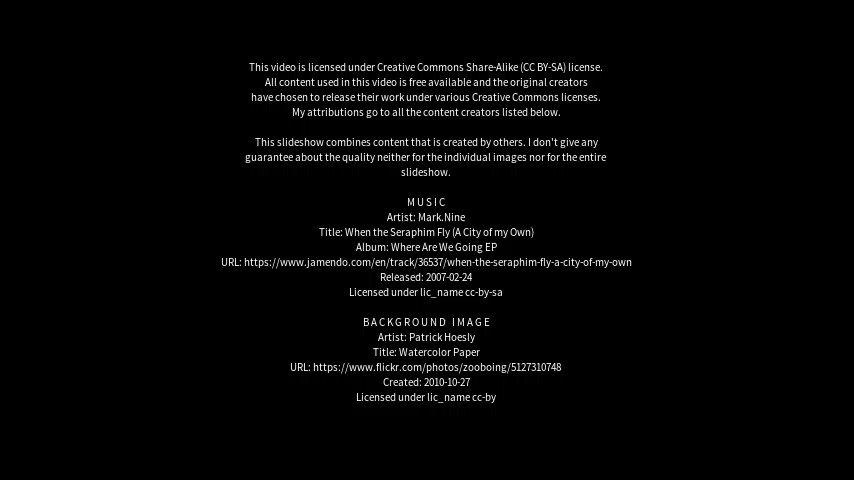 This video is licensed under Creative Commons Share-Alike (CC BY-SA) license.
All content used in this video is free available and the original creators
have chosen to release their work under various Creative Commons licenses.
My attributions go to all the content creators listed below.
This slideshow combines content that is created by others. I don't give any
guarantee about the quality neither for the individual images nor for the entire
slideshow.
MUSIC
Artist: Mark.Nine
Title: When the Seraphim Fly (A City of my Own)
Album: Where Are We Going EP
URL: https://www.jamendo.com/en/track/36537/when-the-seraphim-fly-a-city-of-my-own
Released: 2007-02-24
Licensed under lic_name cc-by-sa
BACKGROUND IMAGE
Artist: Patrick Hoesly
Title: Watercolor Paper
URL: https://www.flickr.com/photos/zooboing/5127310748
Created: 2010-10-27
Licensed under lic_name cc-by